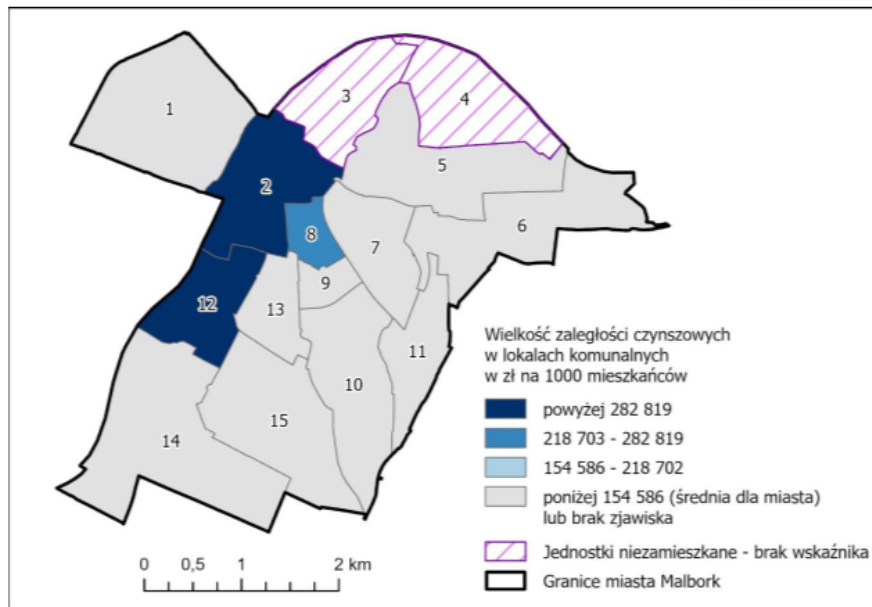 1
3
4
5
2
6
8
7
9
12
13
11
10
15
14
Wielkość zaległości czynszowych
w lokalach komunalnych
w zł na 1000 mieszkańców
powyżej 282 819
218 703 - 282 819
154 586 - 218 702
poniżej 154 586 (średnia dla miasta)
lub brak zjawiska
Jednostki niezamieszkane - brak wskaźnika
Granice miasta Malbork
0 0,5 1 2 km